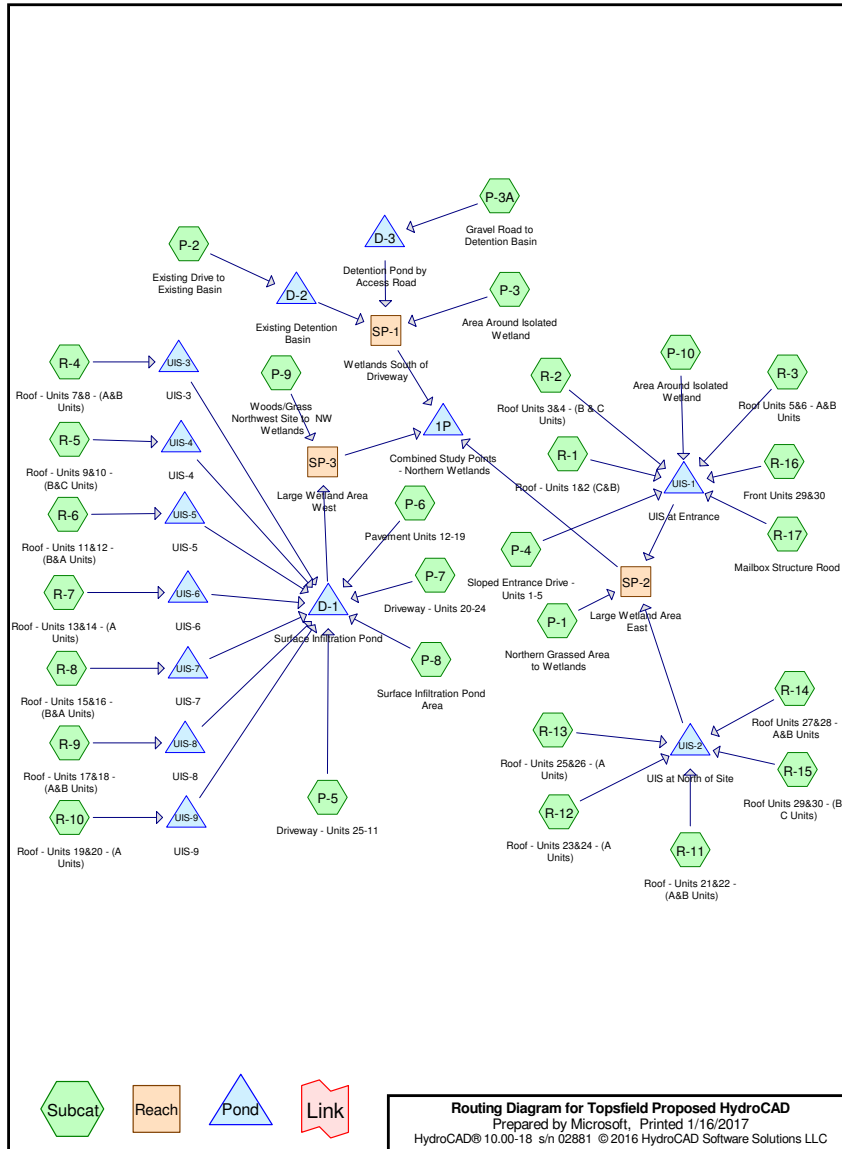 P-3A
Gravel Road to
Detention Basin
P-2
Existing Drive to
Existing Basin
D-3
Detention Pond by
Access Road
D-2
Existing Detention
Basin
P-3
Area Around Isolated
Wetland
SP-1
Wetlands South of
Driveway
R-4
Roof - Units 7&8 - (A&B
Units)
UIS-3
UIS-3
P-9
Woods/Grass
Northwest Site to NW
Wetlands
R-2
Roof Units 3&4 - (B & C
Units)
P-10
Area Around Isolated
Wetland
R-3
Roof Units 5&6 - A&B
Units
1P
Combined Study Points
- Northern Wetlands
R-5
Roof - Units 9&10 -
(B&C Units)
UIS-4
UIS-4
SP-3
Large Wetland Area
West
R-1
Roof - Units 1&2 (C&B)
UIS-1
UIS at Entrance
R-16
Front Units 29&30
R-6
Roof - Units 11&12 -
(B&A Units)
UIS-5
UIS-5
P-6
Pavement Units 12-19
R-17
Mailbox Structure Rood
P-4
Sloped Entrance Drive -
Units 1-5
R-7
Roof - Units 13&14 - (A
Units)
UIS-6
UIS-6
D-1
Surface Infiltration Pond
P-7
Driveway - Units 20-24
SP-2
Large Wetland Area
East
P-1
Northern Grassed Area
to Wetlands
R-8
Roof - Units 15&16 -
(B&A Units)
UIS-7
UIS-7
P-8
Surface Infiltration Pond
Area
R-14
Roof Units 27&28 -
A&B Units
R-9
Roof - Units 17&18 -
(A&B Units)
UIS-8
UIS-8
R-13
Roof - Units 25&26 - (A
Units)
UIS-2
UIS at North of Site
R-15
Roof Units 29&30 - (B
C Units)
P-5
Driveway - Units 25-11
R-10
Roof - Units 19&20 - (A
Units)
UIS-9
UIS-9
R-12
Roof - Units 23&24 - (A
Units)
R-11
Roof - Units 21&22 -
(A&B Units)
Subcat
Reach
Pond
Link
Routing Diagram for Topsfield Proposed HydroCAD
Prepared by Microsoft, Printed 1/16/2017
HydroCAD® 10.00-18 s/n 02881 © 2016 HydroCAD Software Solutions LLC